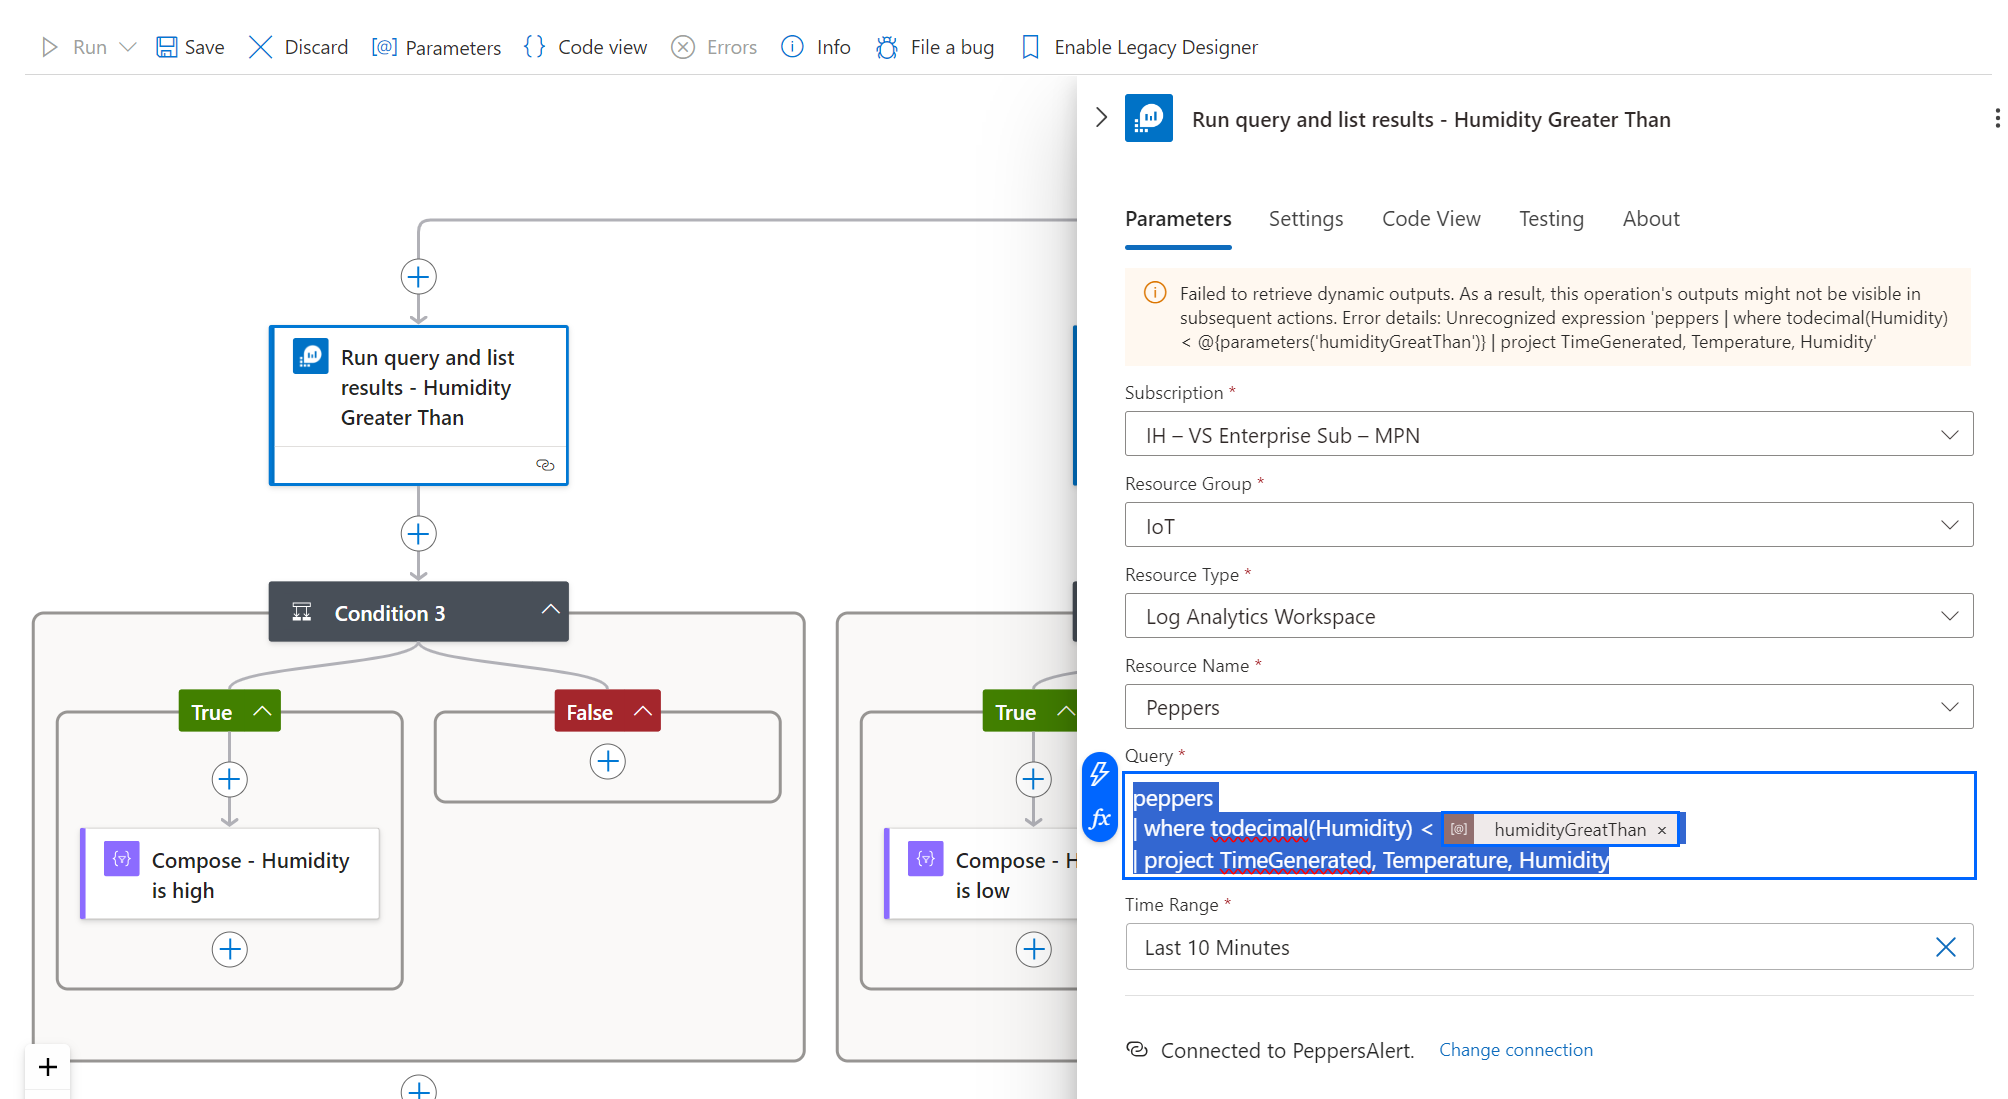 Run Save Discard [@] Parameters {} Code view Errors Info File a bug Enable Legacy Designer
Run query and list
results - Humidity
Greater Than
Condition 3
True False
Compose - Humidity
is high
True
Compose - H
is low
Run query and list results - Humidity Greater Than
Parameters Settings Code View Testing About
Failed to retrieve dynamic outputs. As a result, this operation's outputs might not be visible in
subsequent actions. Error details: Unrecognized expression 'peppers | where todecimal(Humidity)
< @{parameters('humidityGreatThan')} | project TimeGenerated, Temperature, Humidity'
Subscription *
IH – VS Enterprise Sub – MPN
Resource Group *
IoT
Resource Type *
Log Analytics Workspace
Resource Name *
Peppers
Query *
fx
peppers
| where todecimal(Humidity) < [@] humidityGreatThan ×
| project TimeGenerated, Temperature, Humidity
Time Range *
Last 10 Minutes
Connected to PeppersAlert. Change connection